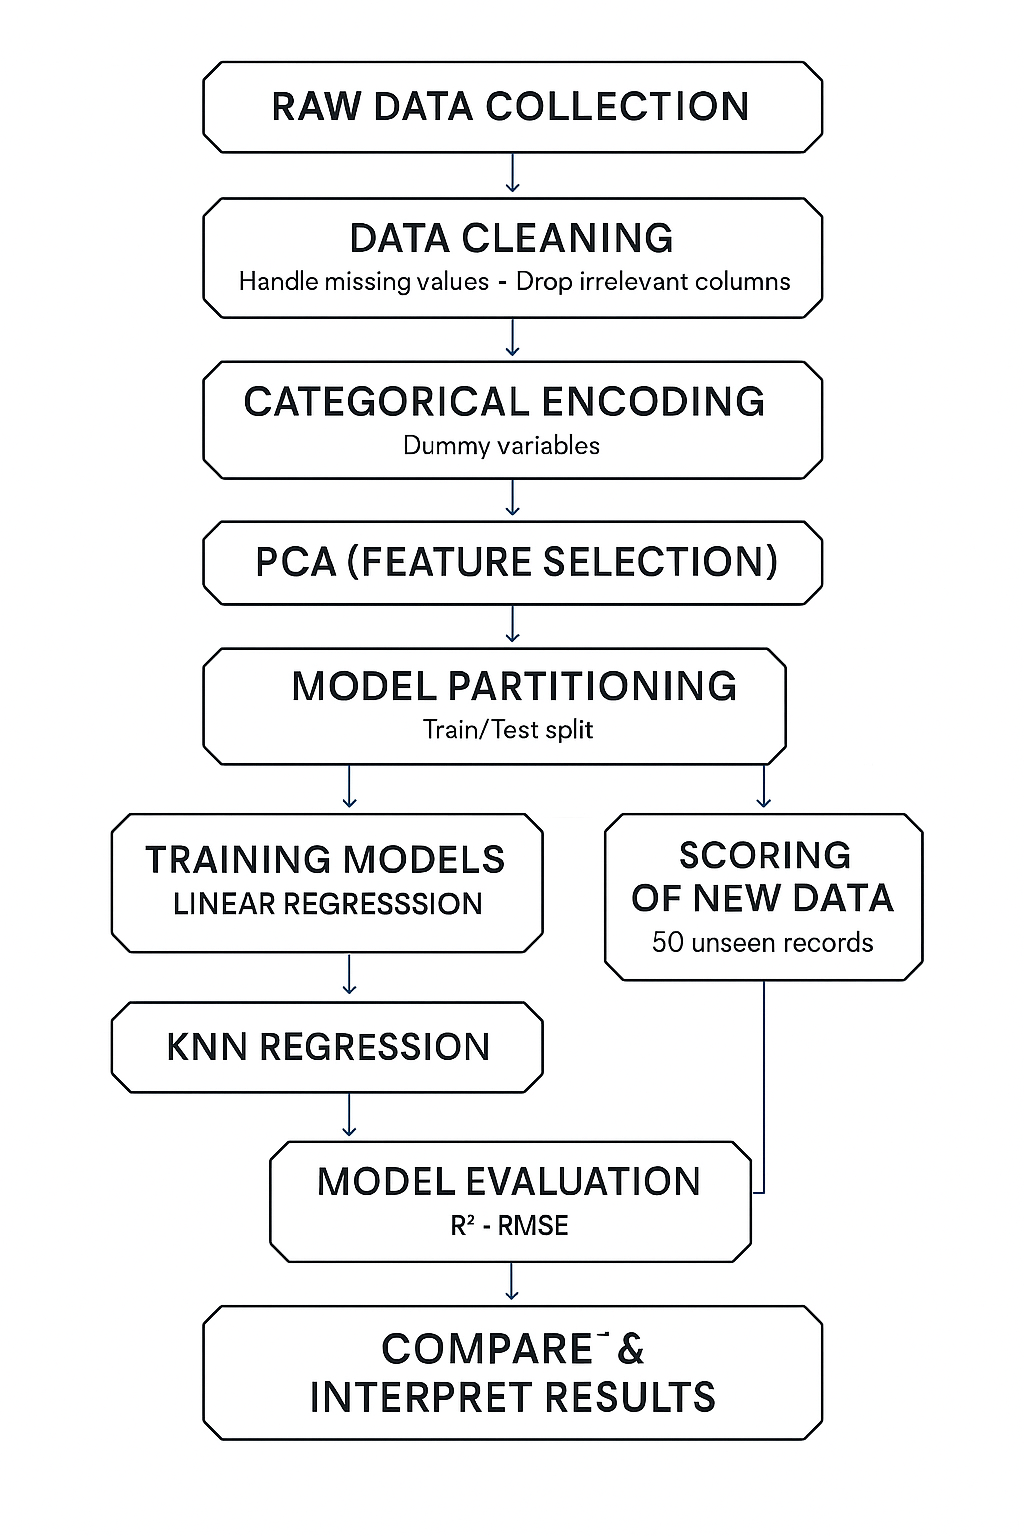 RAW DATA COLLECTION
DATA CLEANING
Handle missing values - Drop irrelevant columns
CATEGORICAL ENCODING
Dummy variables
PCA (FEATURE SELECTION)
MODEL PARTITIONING
Train/Test split
TRAINING MODELS
LINEAR REGRESSSION
SCORING
OF NEW DATA
50 unseen records
KNN REGRESSION
MODEL EVALUATION
R² - RMSE
COMPARE &
INTERPRET RESULTS